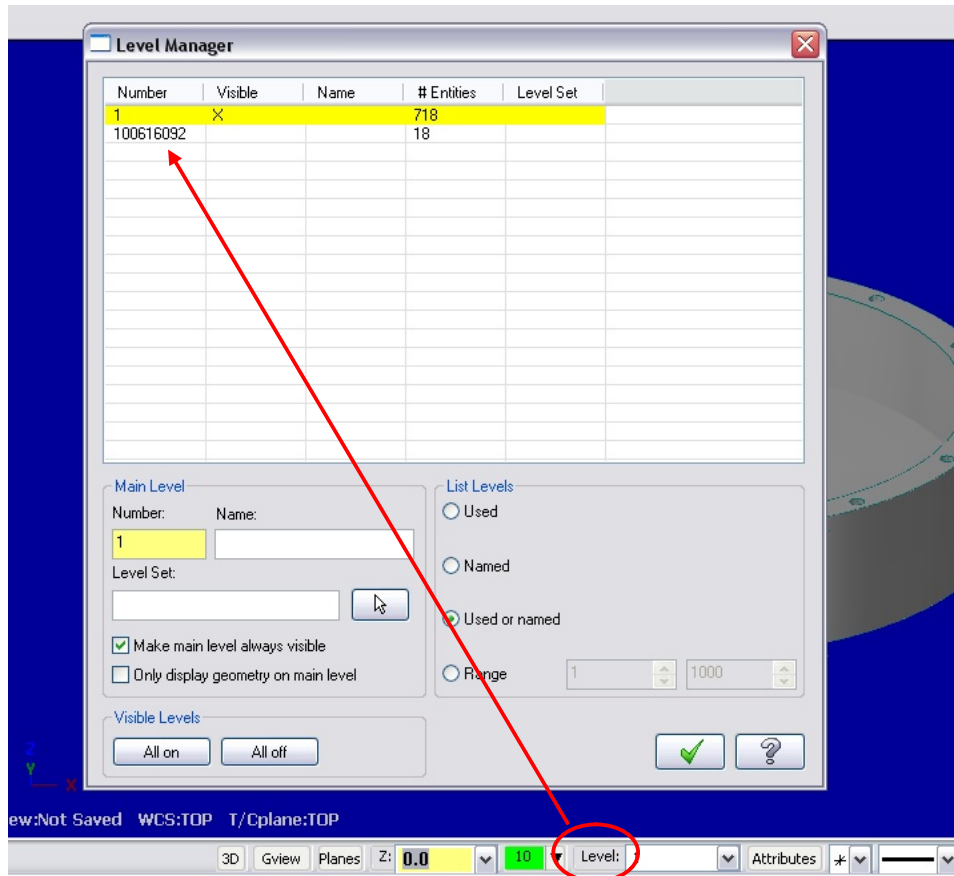 Level Manager
Number Visible Name # Entities Level Set
1 X 718
100616092 18
Main Level
Number: Name:
1
Level Set:
Make main level always visible
Only display geometry on main level
List Levels
Used
Named
Used or named
Range 1 1000
Visible Levels
All on All off
Z
Y
X
ew:Not Saved WCS:TOP T/Cplane:TOP
3D Gview Planes Z: 0.0 10 Level: 1 Attributes *